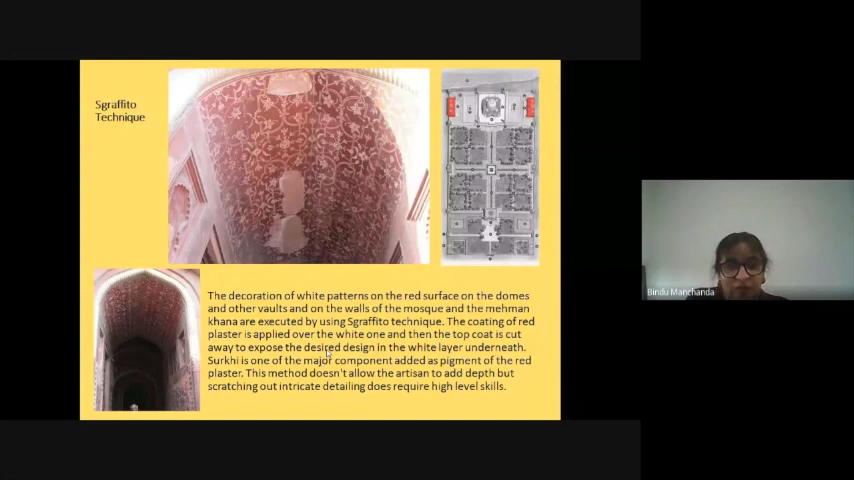 Sgraffito
Technique
The decoration of white patterns on the red surface on the domes
and other vaults and on the walls of the mosque and the mehman
khana are executed by using Sgraffito technique. The coating of red
plaster is applied over the white one and then the top coat is cut
away to expose the desired design in the white layer underneath.
Surkhi is one of the major component added as pigment of the red
plaster. This method doesn't allow the artisan to add depth but
scratching out intricate detailing does require high level skills.
Bindu Manchanda